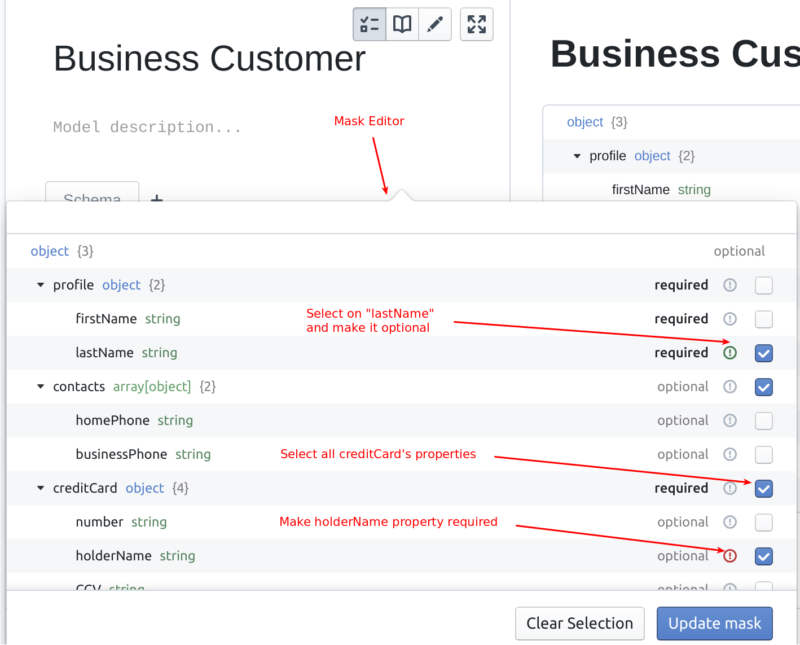 Business Customer
Business Cus
Model description...
Mask Editor
object {3}
profile object {2}
firstName string
Schema +
object {3} optional
profile object {2} required
firstName string required
Select on "lastName"
and make it optional
lastName string required
contacts array[object] {2} optional
homePhone string optional
businessPhone string optional
Select all creditCard's properties
creditCard object {4} required
number string optional
Make holderName property required
holderName string optional
CCV string optional
Clear Selection Update mask